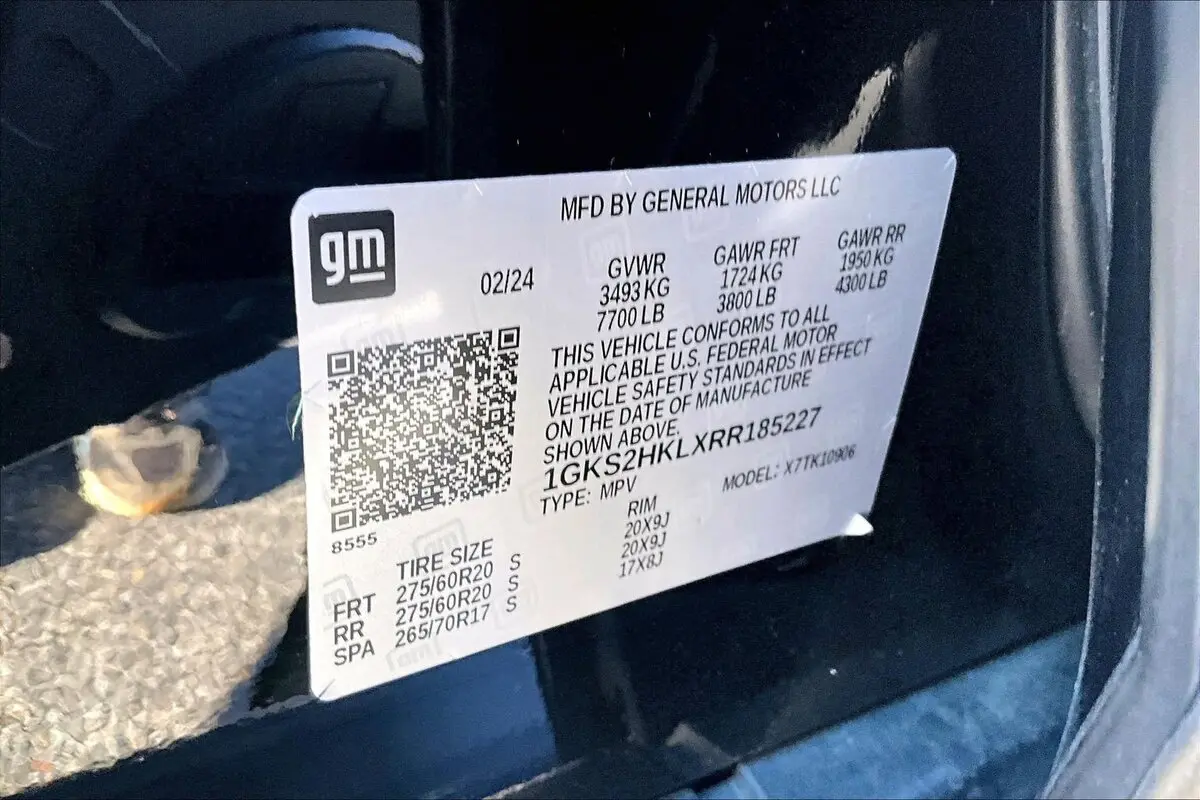 gm
MFD BY GENERAL MOTORS LLC
02/24
GVWR GAWR FRT GAWR RR
3493 KG 1724 KG 1950 KG
7700 LB 3800 LB 4300 LB
THIS VEHICLE CONFORMS TO ALL
APPLICABLE U.S. FEDERAL MOTOR
VEHICLE SAFETY STANDARDS IN EFFECT
ON THE DATE OF MANUFACTURE
SHOWN ABOVE.
1GKS2HKLXRR185227
TYPE: MPV MODEL: X7TK10906
8555
TIRE SIZE RIM
FRT 275/60R20 S 20X9J
RR 275/60R20 S 20X9J
SPA 265/70R17 S 17X8J